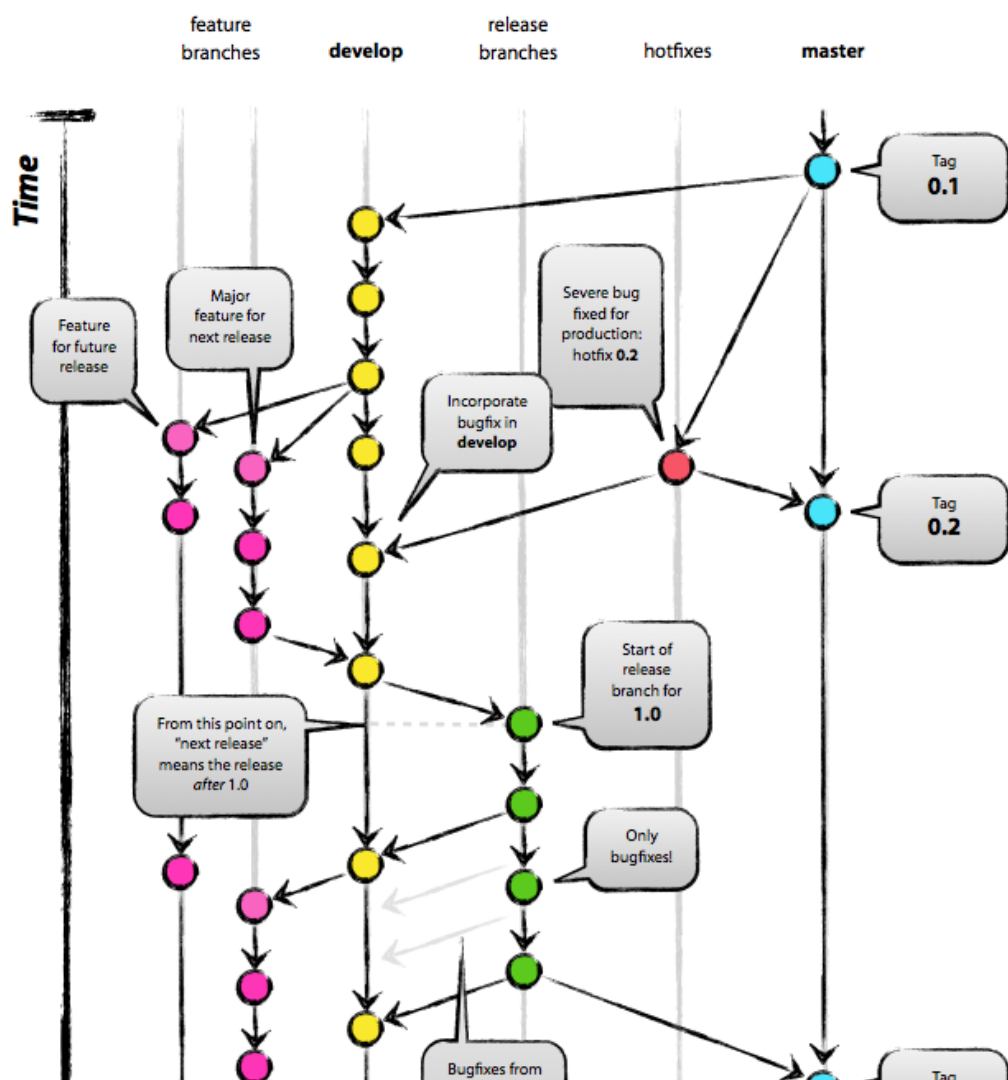 feature
branches
develop
release
branches
hotfixes
master
Time
Tag
0.1
Severe bug
fixed for
production:
hotfix 0.2
Major
feature for
next release
Feature
for future
release
Incorporate
bugfix in
develop
Tag
0.2
Start of
release
branch for
1.0
From this point on,
"next release"
means the release
after 1.0
Only
bugfixes!
Bugfixes from
Tag